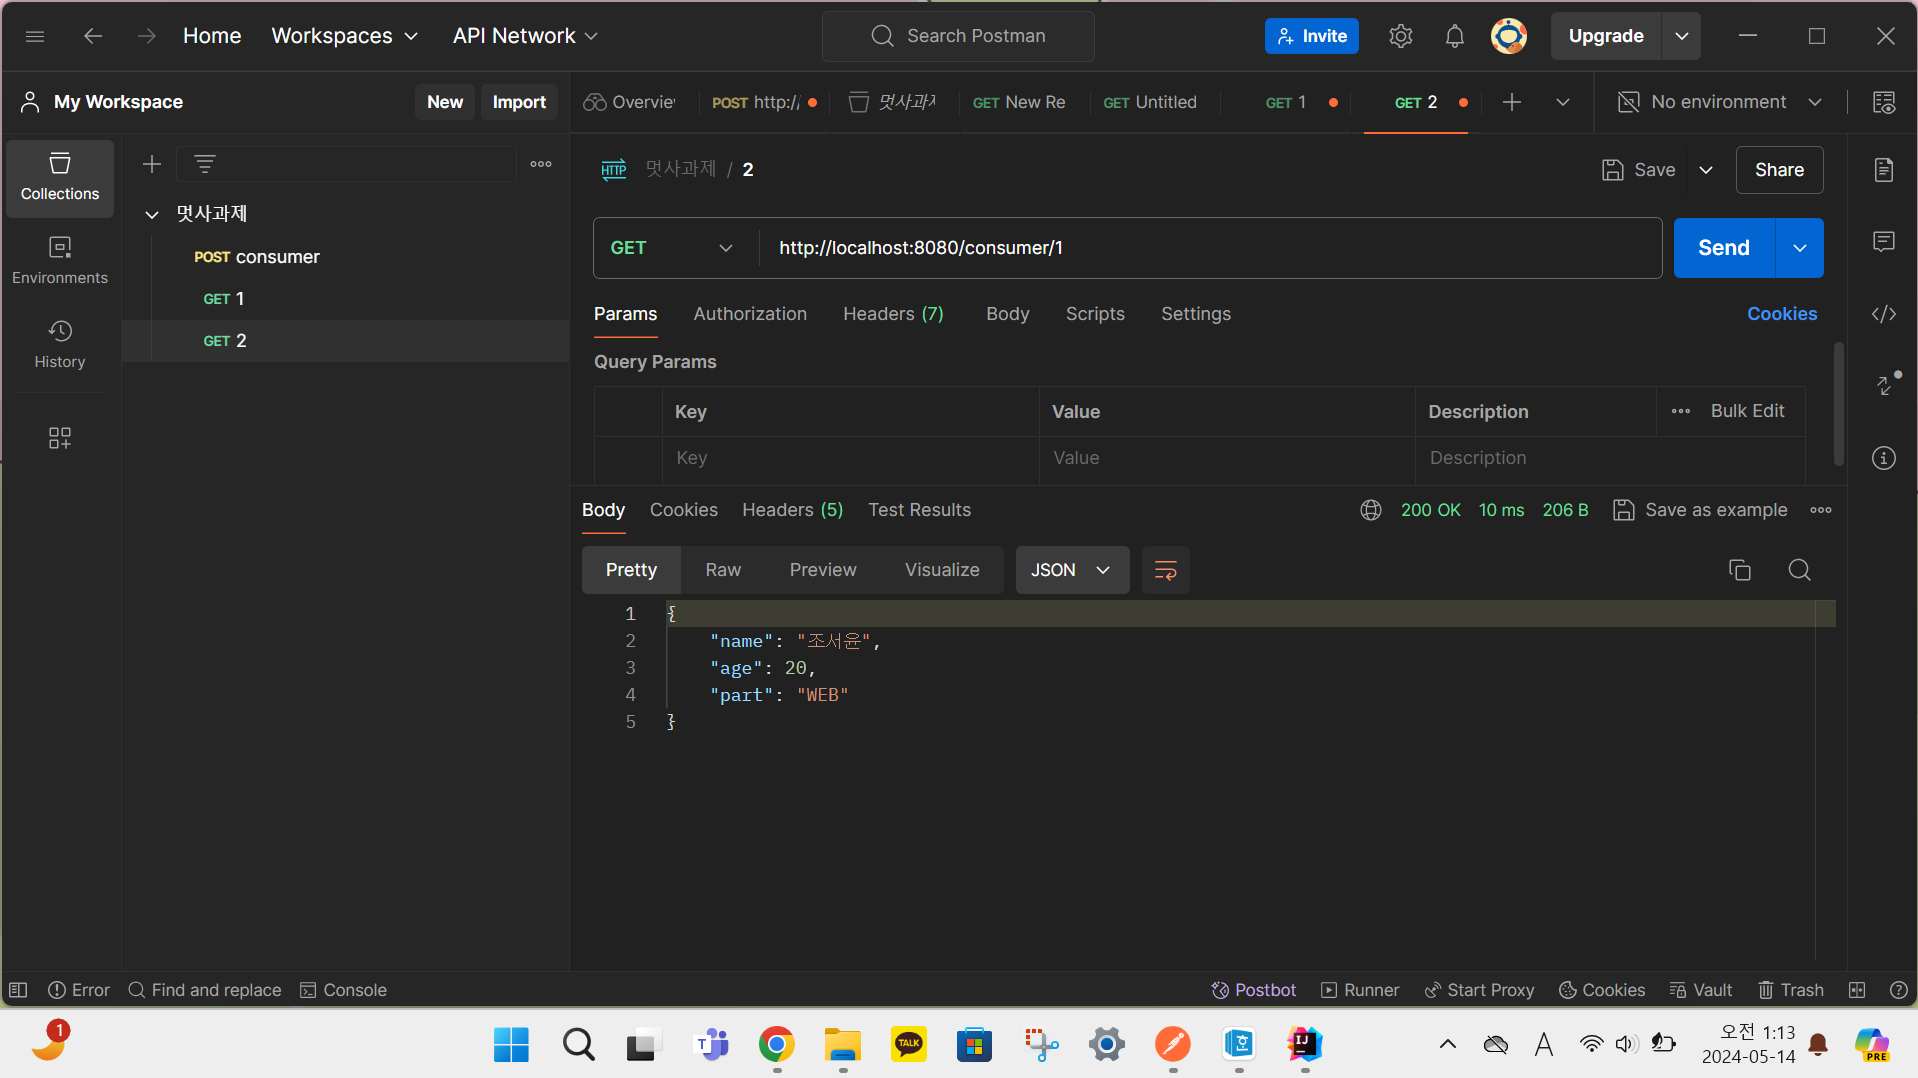 Home Workspaces API Network Search Postman Invite Upgrade
My Workspace New Import Overvie POST http:// 멋사과제 GET New Re GET Untitled GET 1 GET 2 No environment
Collections
Environments
History
멋사과제
POST consumer
GET 1
GET 2
HTTP 멋사과제 / 2 Save Share
GET http://localhost:8080/consumer/1 Send
Params Authorization Headers (7) Body Scripts Settings Cookies
Query Params
Key Value Description Bulk Edit
Key Value Description
Body Cookies Headers (5) Test Results 200 OK 10 ms 206 B Save as example
Pretty Raw Preview Visualize JSON
1 {
2 "name": "조서윤",
3 "age": 20,
4 "part": "WEB"
5 }
Error Find and replace Console Postbot Runner Start Proxy Cookies Vault Trash
1 T TALK IJ A 오전 1:13 PRE
2024-05-14